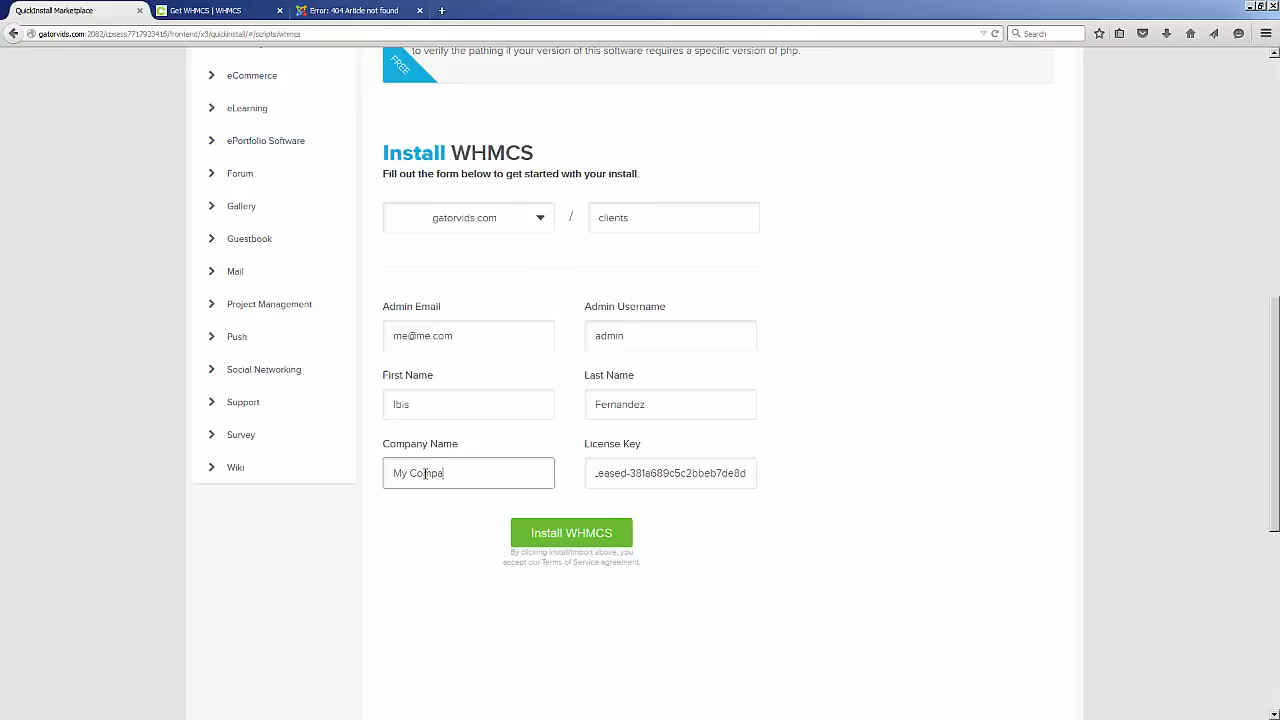 QuickInstall Marketplace
Get WHMCS | WHMCS
Error: 404 Article not found
gatorvids.com:2082/cpsess7717923416/frontend/x3/quickinstall/#/scripts/whmcs
Search
to verify the pathing if your version of this software requires a specific version of php.
FREE
eCommerce
eLearning
ePortfolio Software
Forum
Gallery
Guestbook
Mail
Project Management
Push
Social Networking
Support
Survey
Wiki
Install WHMCS
Fill out the form below to get started with your install.
gatorvids.com / clients
Admin Email
Admin Username
me@me.com
admin
First Name
Last Name
Ibis
Fernandez
Company Name
License Key
My Compa
eased-381a689c5c2bbeb7de8d
Install WHMCS
By clicking Install/Import above, you
accept our Terms of Service agreement.